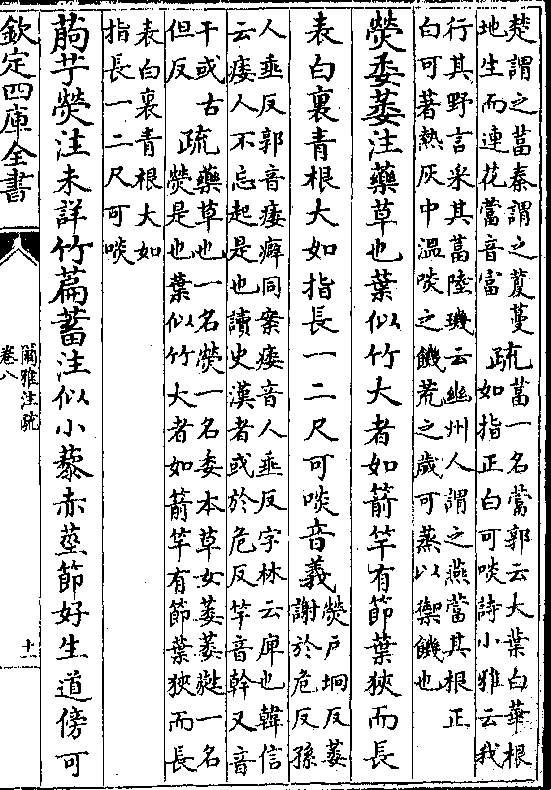 楚謂之葍秦謂之藑蔓
地生而連花葍音富
疏葍一名䔰郭云大葉白華根
如指正白可啖詩小雅云我
行其野言采其葍陸璣云幽州人謂之燕葍其根正
白可著熱灰中温啖之饑荒之歳可蒸以禦饑也
熒委萎注藥草也葉似竹大者如箭竿有節葉狹而長
表白裏青根大如指長一二尺可啖音義
熒戸坰反萎
謝於危反孫
人垂反郭音痿癖同案痿音人垂反字林云痹也韓信
云痿人不忘起是也讀史漢者或於危反竿音幹又音
干或古
但反
疏
藥草也一名熒一名委本草女萎萎䔟一名
熒是也葉似竹大者如箭竿有節葉狹而長
表白裏青根大如
指長一二尺可啖
葋艼熒注未詳竹萹蓄注似小藜赤莖節好生道傍可
欽定四庫全書
爾雅注疏
卷八
十一